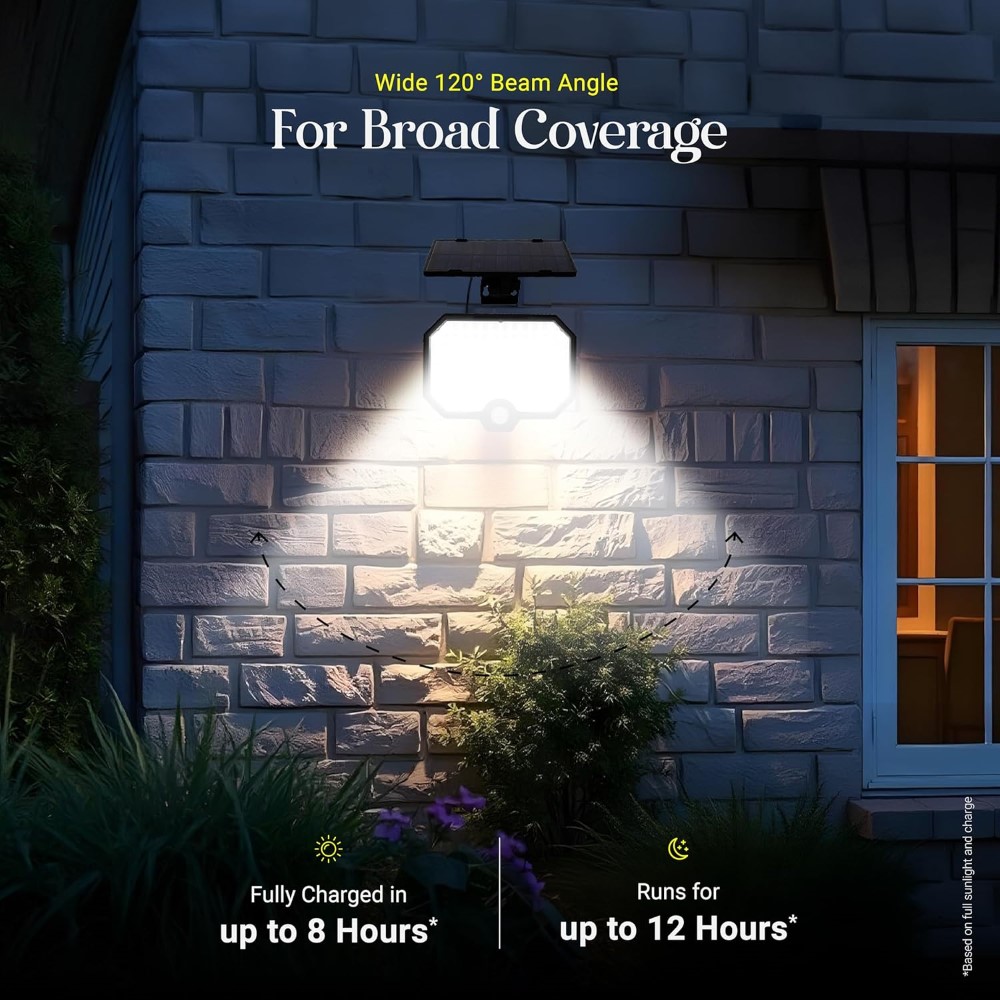 Wide 120° Beam Angle
For Broad Coverage
Fully Charged in
up to 8 Hours*
Runs for
up to 12 Hours*
*Based on full sunlight and charge